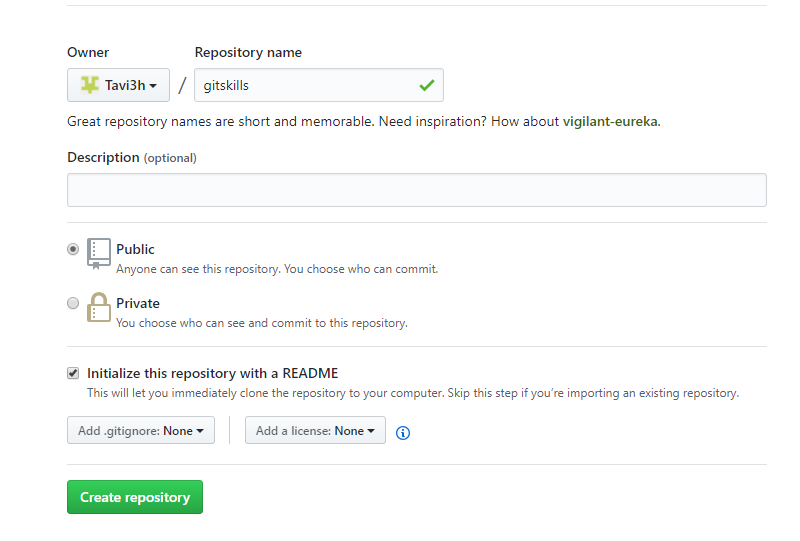 Owner
Repository name
Tavi3h / gitskills
Great repository names are short and memorable. Need inspiration? How about vigilant-eureka.
Description (optional)
Public
Anyone can see this repository. You choose who can commit.
Private
You choose who can see and commit to this repository.
Initialize this repository with a README
This will let you immediately clone the repository to your computer. Skip this step if you’re importing an existing repository.
Add .gitignore: None
Add a license: None
Create repository